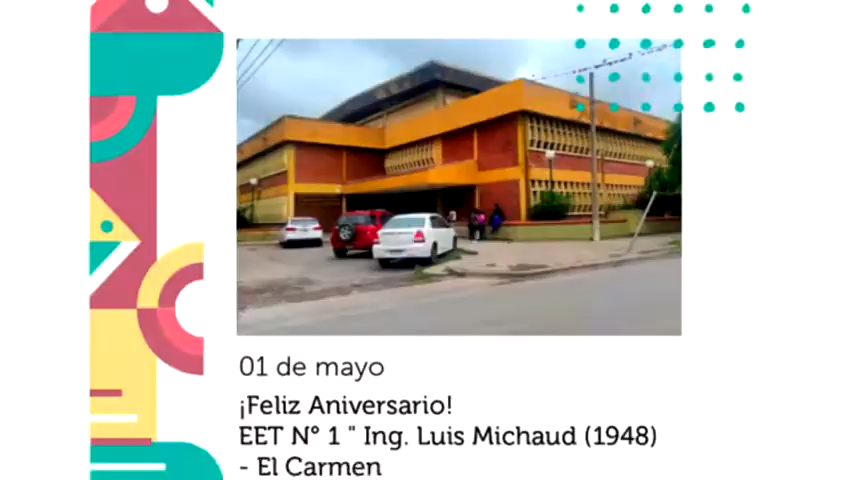 01 de mayo
¡Feliz Aniversario!
EET N° 1 " Ing. Luis Michaud (1948)
- El Carmen